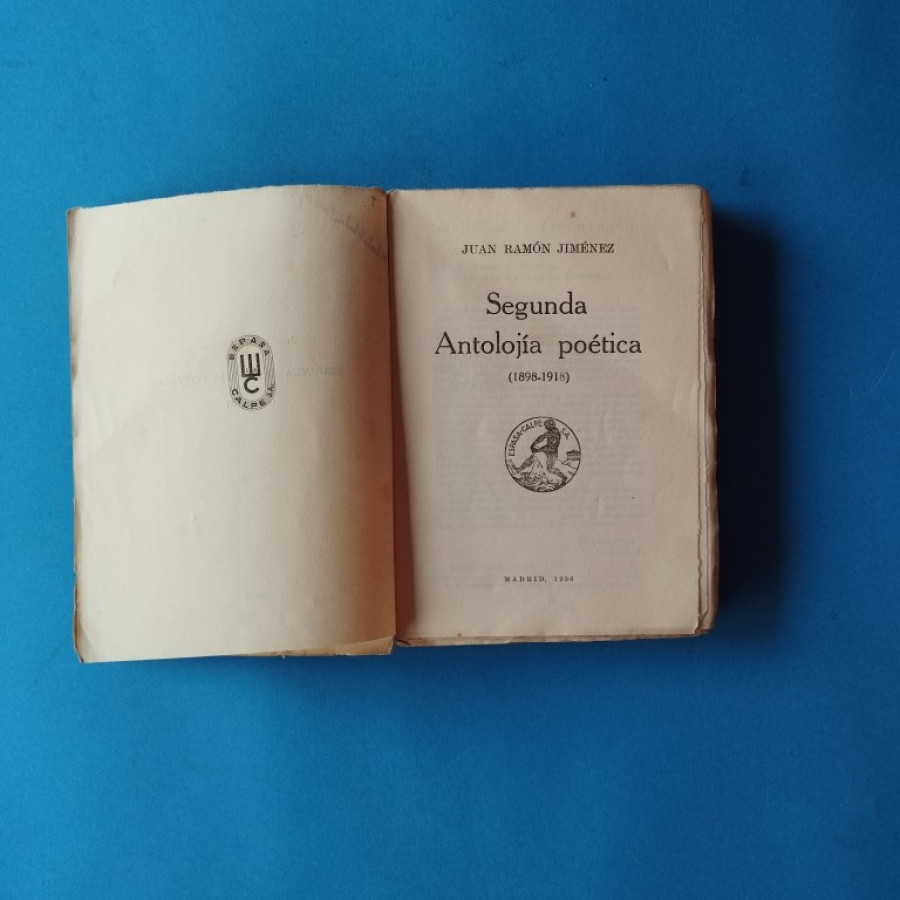 ESPASA
CALPE S.A.
JUAN RAMÓN JIMÉNEZ
Segunda
Antolojía poética
(1898-1918)
ESPASA-CALPE S.A.
MADRID,